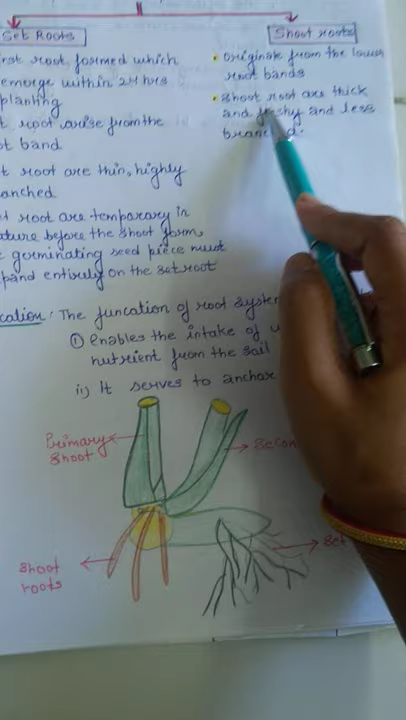 Set Roots
rst root formed which
emerge within 24 hrs
planting
t root arise from the
ot band
t root are thin, highly
anched
t root are temporary in
ature before the shoot form
germinating seed piece must
pand entirely on the set root
Shoot roots
• originate from the lower
root bands
• shoot root are thick
and fleshy and less
branched.
cation: The funcation of root system
① enables the intake of
nutrient from the sail
ii) It serves to anchor
Primary
shoot
Secon
shoot
roots
Set